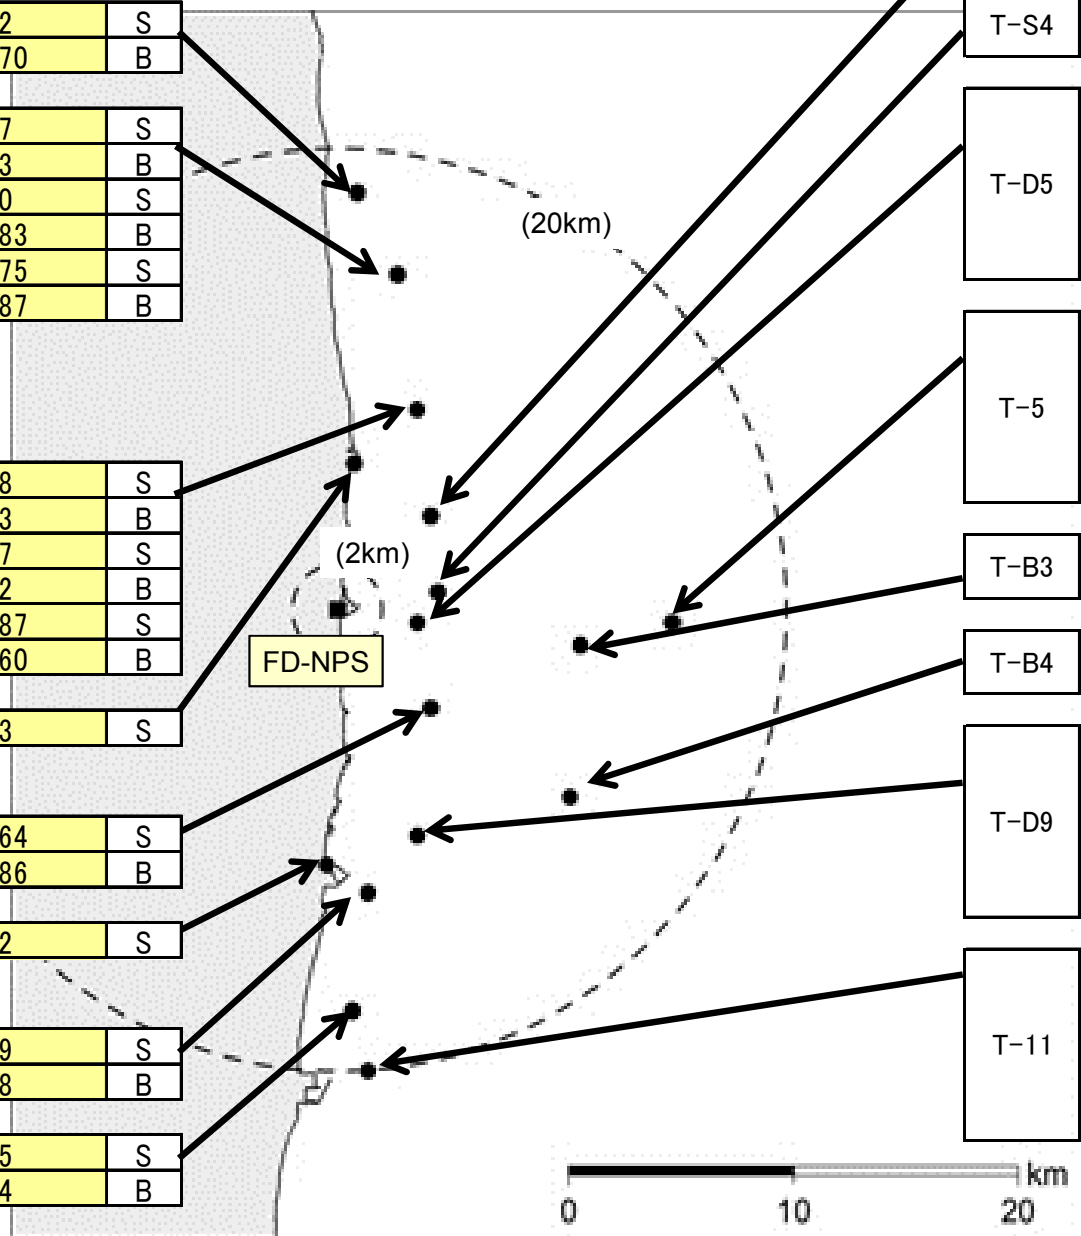 2 S
70 B
7 S
3 B
0 S
83 B
75 S
87 B
8 S
3 B
7 S
2 B
87 S
60 B
3 S
64 S
86 B
2 S
9 S
8 B
5 S
4 B
(20km)
(2km)
FD-NPS
T-S4
T-D5
T-5
T-B3
T-B4
T-D9
T-11
km
0 10 20